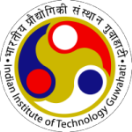 भारतीय प्रौद्योगिकी संस्थान गुवाहाटी
Indian Institute of Technology Guwahati